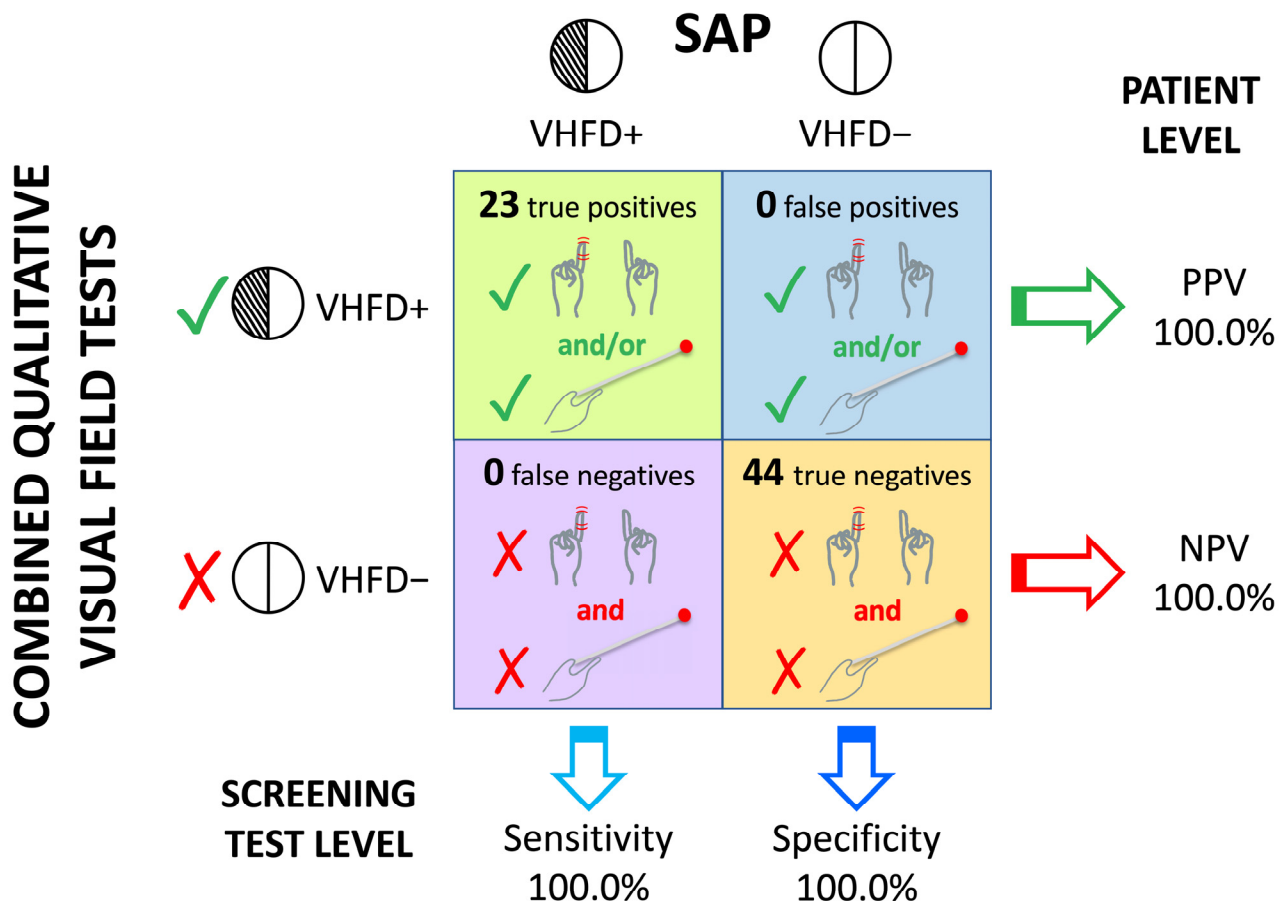 SAP
VHFD+
VHFD−
PATIENT
LEVEL
COMBINED QUALITATIVE
VISUAL FIELD TESTS
23 true positives
and/or
0 false positives
and/or
VHFD+
PPV
100.0%
0 false negatives
and
44 true negatives
and
VHFD−
NPV
100.0%
SCREENING
TEST LEVEL
Sensitivity
100.0%
Specificity
100.0%